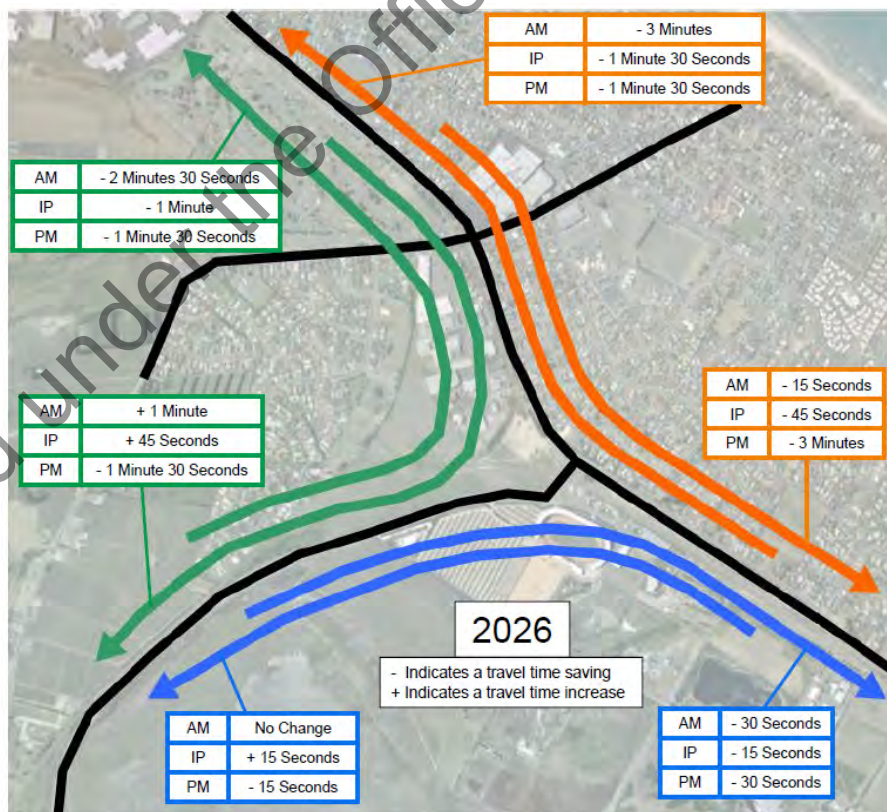 AM - 3 Minutes
IP - 1 Minute 30 Seconds
PM - 1 Minute 30 Seconds
AM - 2 Minutes 30 Seconds
IP - 1 Minute
PM - 1 Minute 30 Seconds
AM - 15 Seconds
IP - 45 Seconds
PM - 3 Minutes
AM + 1 Minute
IP + 45 Seconds
PM - 1 Minute 30 Seconds
2026
- Indicates a travel time saving
+ Indicates a travel time increase
AM No Change
IP + 15 Seconds
PM - 15 Seconds
AM - 30 Seconds
IP - 15 Seconds
PM - 30 Seconds
under the